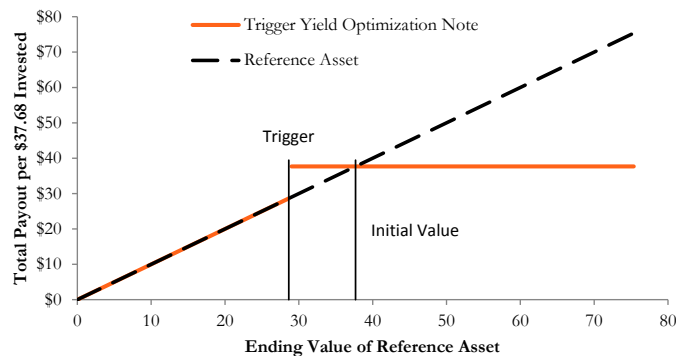 Total Payout per $37.68 Invested
$80
$70
$60
$50
$40
$30
$20
$10
$0
Trigger Yield Optimization Note
Reference Asset
Trigger
Initial Value
0 10 20 30 40 50 60 70 80
Ending Value of Reference Asset